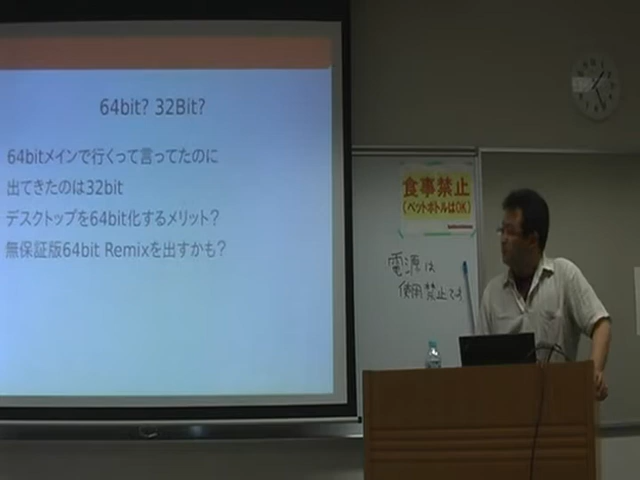 64bit? 32Bit?
64bitメインで行くって言ってたのに
出てきたのは32bit
デスクトップを64bit化するメリット?
無保証版64bit Remixを出すかも?
食事禁止
(ペットボトルはOK)
電源は
使用禁止です